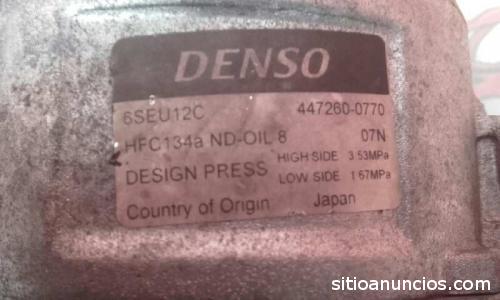 DENSO
6SEU12C 447260-0770
HFC134a ND-OIL 8 07N
DESIGN PRESS HIGH SIDE 3.53MPa
LOW SIDE 1.67MPa
Country of Origin Japan
sitioanuncios.com